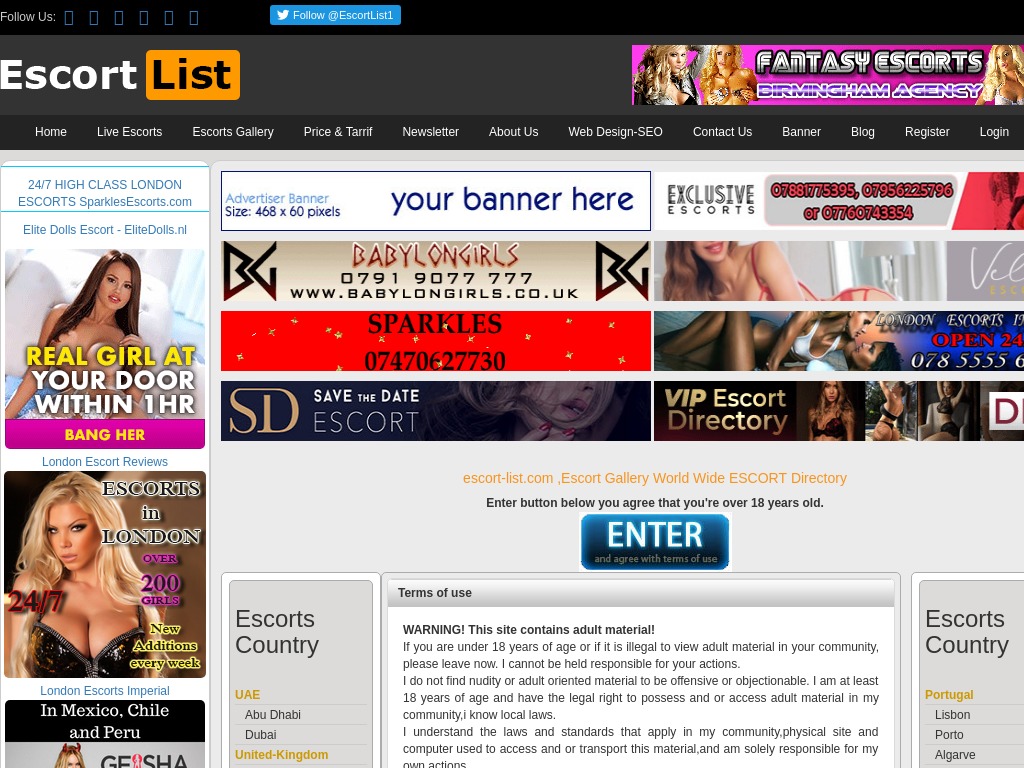 Follow Us:
Follow @EscortList1
Escort List
FANTASY ESCORTS
BIRMINGHAM AGENCY
Home
Live Escorts
Escorts Gallery
Price & Tarrif
Newsletter
About Us
Web Design-SEO
Contact Us
Banner
Blog
Register
Login
24/7 HIGH CLASS LONDON
ESCORTS SparklesEscorts.com
Elite Dolls Escort - EliteDolls.nl
REAL GIRL AT
YOUR DOOR
WITHIN 1HR
BANG HER
London Escort Reviews
ESCORTS
in
LONDON
OVER
200
GIRLS
24/7
New
Additions
every week
London Escorts Imperial
In Mexico, Chile
and Peru
GEISHA
Advertiser Banner
Size: 468 x 60 pixels
your banner here
EXCLUSIVE
ESCORTS
07881775395, 07956225796
or 07760743354
BABYLONGIRLS
0791 9077 777
WWW.BABYLONGIRLS.CO.UK
SPARKLES
07470627730
LONDON ESCORTS
OPEN 24
078 5555 6
SD
SAVE THE DATE
ESCORT
VIP Escort
Directory
escort-list.com ,Escort Gallery World Wide ESCORT Directory
Enter button below you agree that you're over 18 years old.
ENTER
and agree with terms of use
Escorts
Country
UAE
Abu Dhabi
Dubai
United-Kingdom
Terms of use
WARNING! This site contains adult material!
If you are under 18 years of age or if it is illegal to view adult material in your community,
please leave now. I cannot be held responsible for your actions.
I do not find nudity or adult oriented material to be offensive or objectionable. I am at least
18 years of age and have the legal right to possess and or access adult material in my
community,i know local laws.
I understand the laws and standards that apply in my community,physical site and
computer used to access and or transport this material,and am solely responsible for my
own actions.
Escorts
Country
Portugal
Lisbon
Porto
Algarve